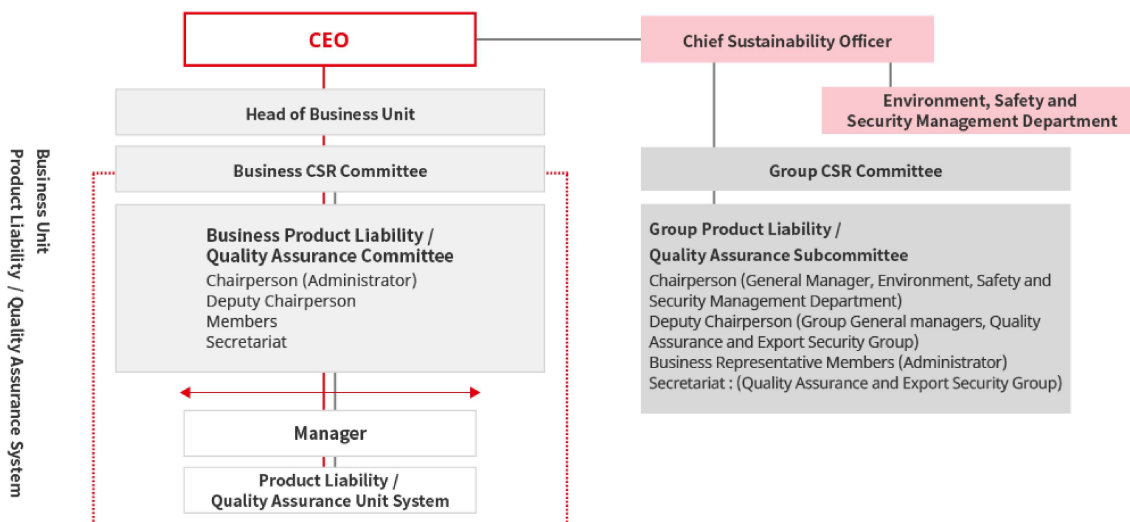 CEO
Chief Sustainability Officer
Environment, Safety and
Security Management Department
Head of Business Unit
Business CSR Committee
Group CSR Committee
Business Unit
Product Liability / Quality Assurance System
Business Product Liability /
Quality Assurance Committee
Chairperson (Administrator)
Deputy Chairperson
Members
Secretariat
Group Product Liability /
Quality Assurance Subcommittee
Chairperson (General Manager, Environment, Safety and
Security Management Department)
Deputy Chairperson (Group General managers, Quality
Assurance and Export Security Group)
Business Representative Members (Administrator)
Secretariat : (Quality Assurance and Export Security Group)
Manager
Product Liability /
Quality Assurance Unit System